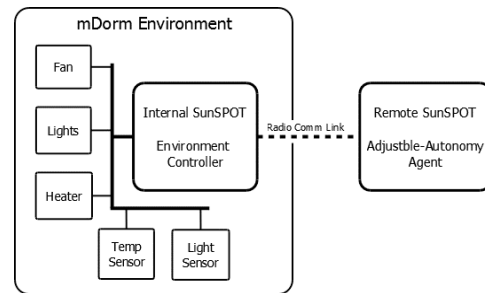 mDorm Environment
Fan
Lights
Heater
Temp
Sensor
Light
Sensor
Internal SunSPOT
Environment
Controller
Radio Comm Link
Remote SunSPOT
Adjustble-Autonomy
Agent